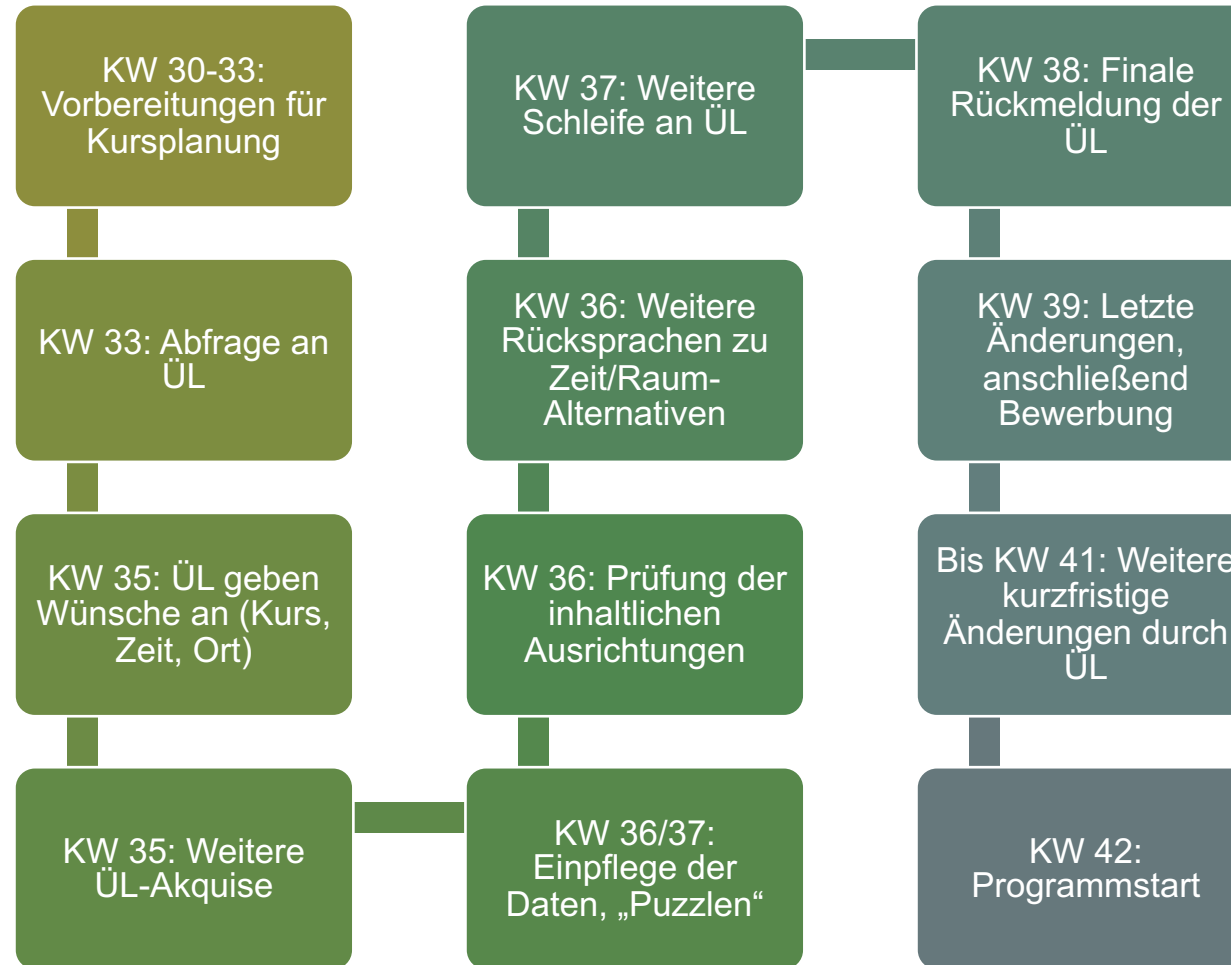 KW 30-33:
Vorbereitungen für
Kursplanung
KW 33: Abfrage an
ÜL
KW 35: ÜL geben
Wünsche an (Kurs,
Zeit, Ort)
KW 35: Weitere
ÜL-Akquise
KW 36/37:
Einpflege der
Daten, „Puzzlen“
KW 36: Prüfung der
inhaltlichen
Ausrichtungen
KW 36: Weitere
Rücksprachen zu
Zeit/Raum-
Alternativen
KW 37: Weitere
Schleife an ÜL
KW 38: Finale
Rückmeldung der
ÜL
KW 39: Letzte
Änderungen,
anschließend
Bewerbung
Bis KW 41: Weitere
kurzfristige
Änderungen durch
ÜL
KW 42:
Programmstart